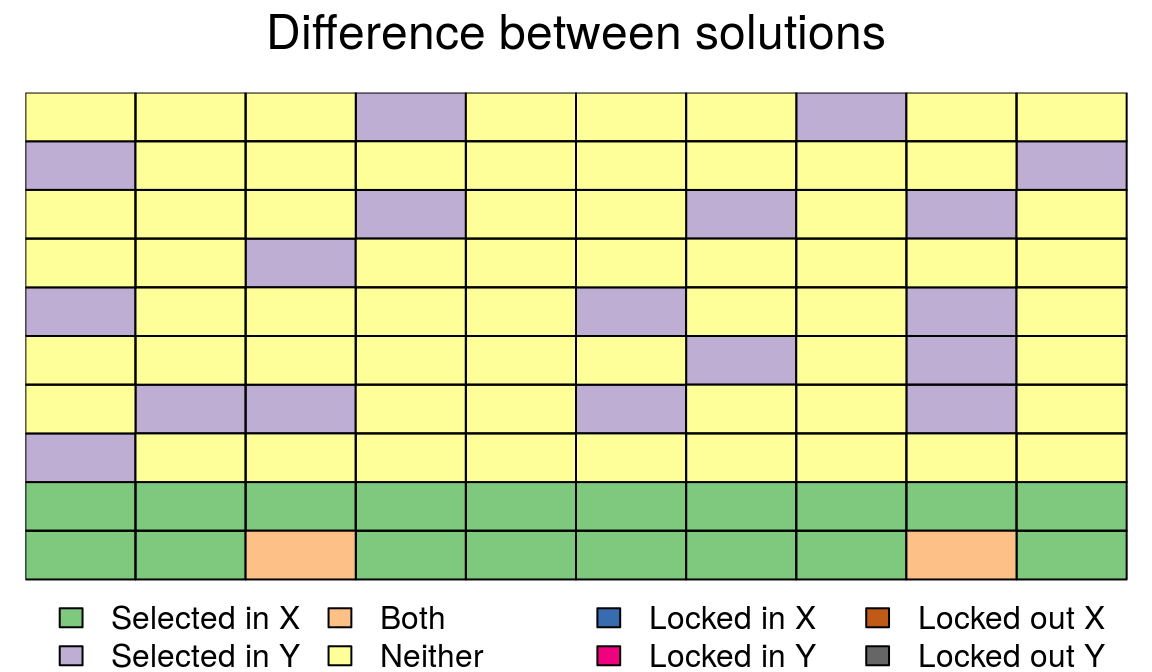 Difference between solutions
Selected in X Both Locked in X Locked out X
Selected in Y Neither Locked in Y Locked out Y